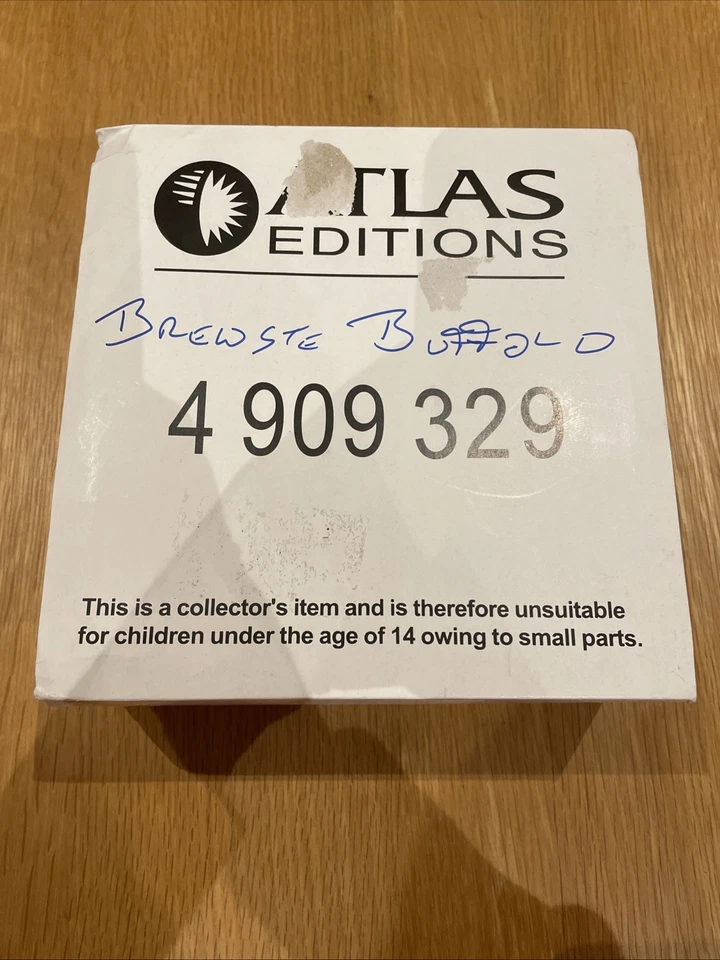 ATLAS
EDITIONS
BREWSTE BUFFALO
4 909 329
This is a collector's item and is therefore unsuitable
for children under the age of 14 owing to small parts.